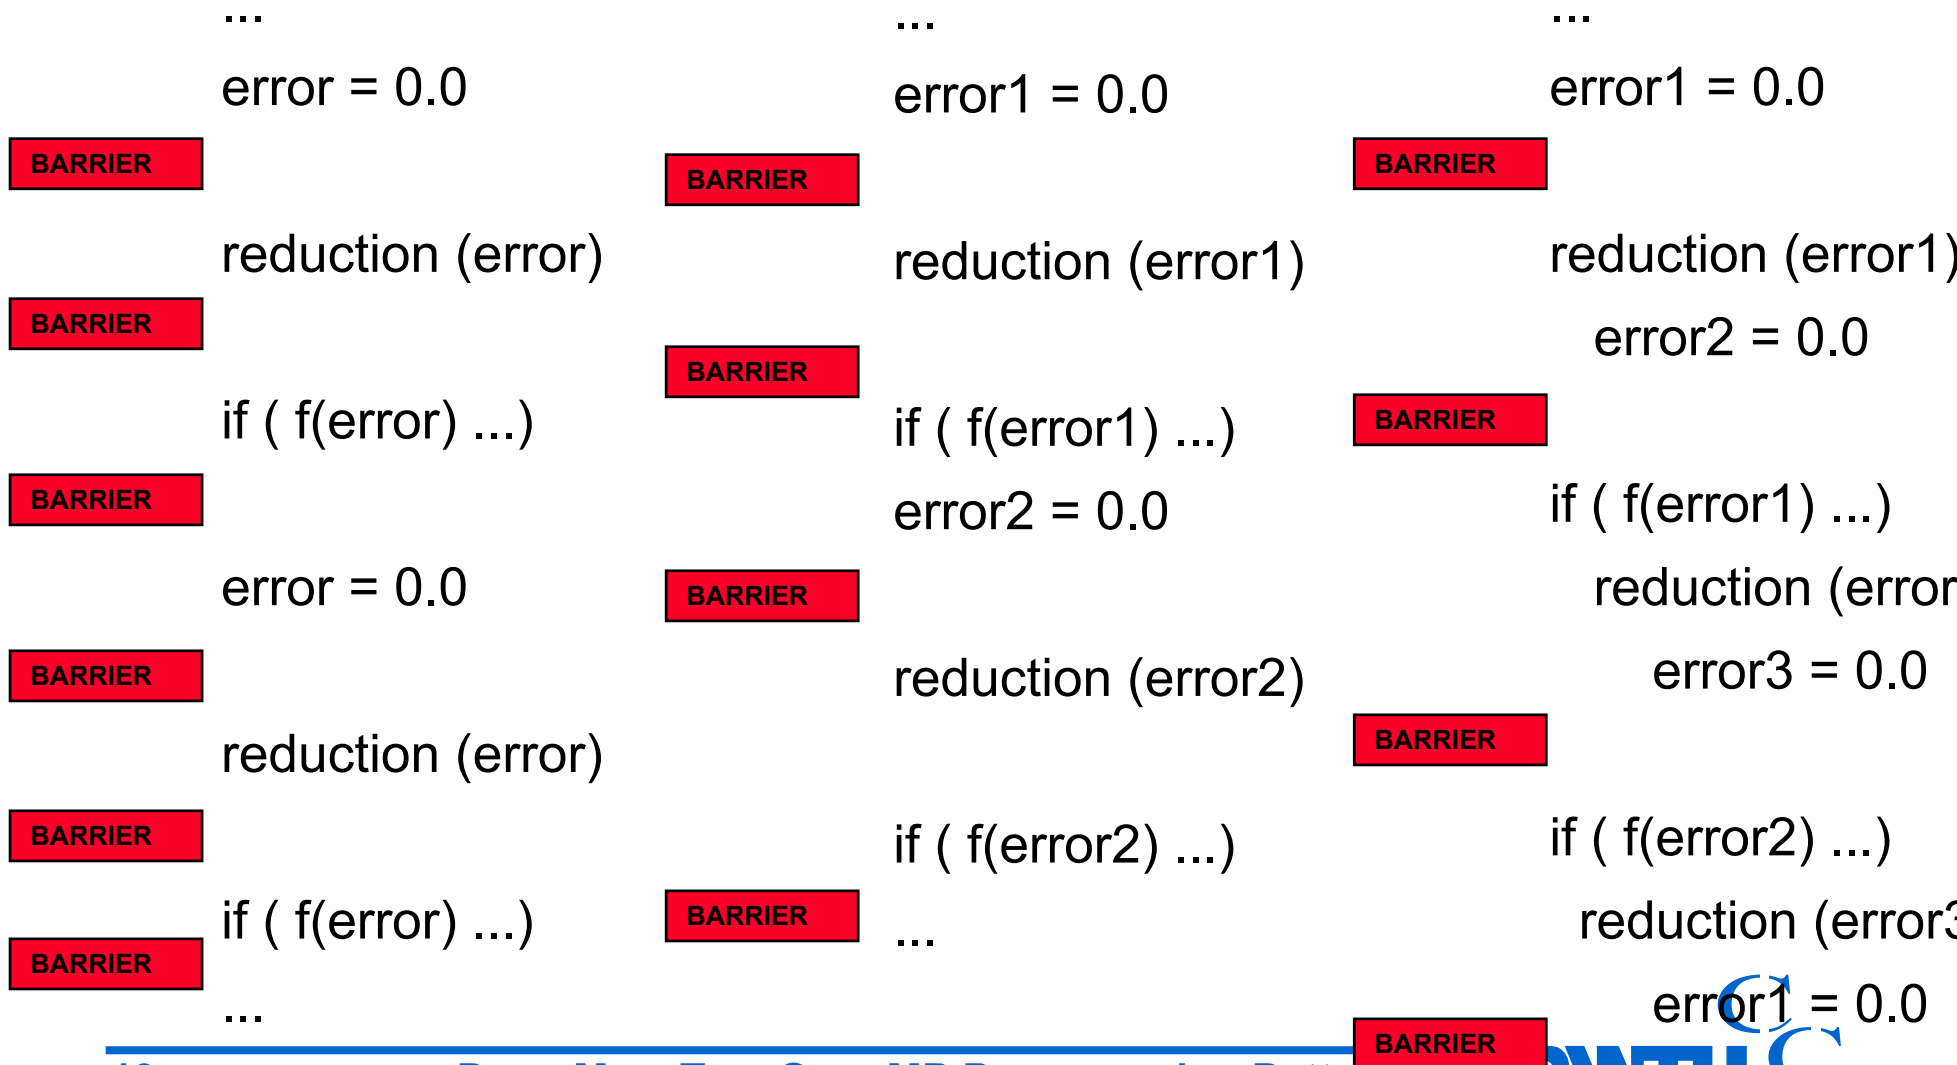 ...
error = 0.0
BARRIER
reduction (error)
BARRIER
if ( f(error) ...)
BARRIER
error = 0.0
BARRIER
reduction (error)
BARRIER
if ( f(error) ...)
BARRIER
...
...
error1 = 0.0
BARRIER
reduction (error1)
BARRIER
if ( f(error1) ...)
error2 = 0.0
BARRIER
reduction (error2)
if ( f(error2) ...)
BARRIER
...
...
error1 = 0.0
BARRIER
reduction (error1)
error2 = 0.0
BARRIER
if ( f(error1) ...)
reduction (error
error3 = 0.0
BARRIER
if ( f(error2) ...)
reduction (error3
error1 = 0.0
BARRIER